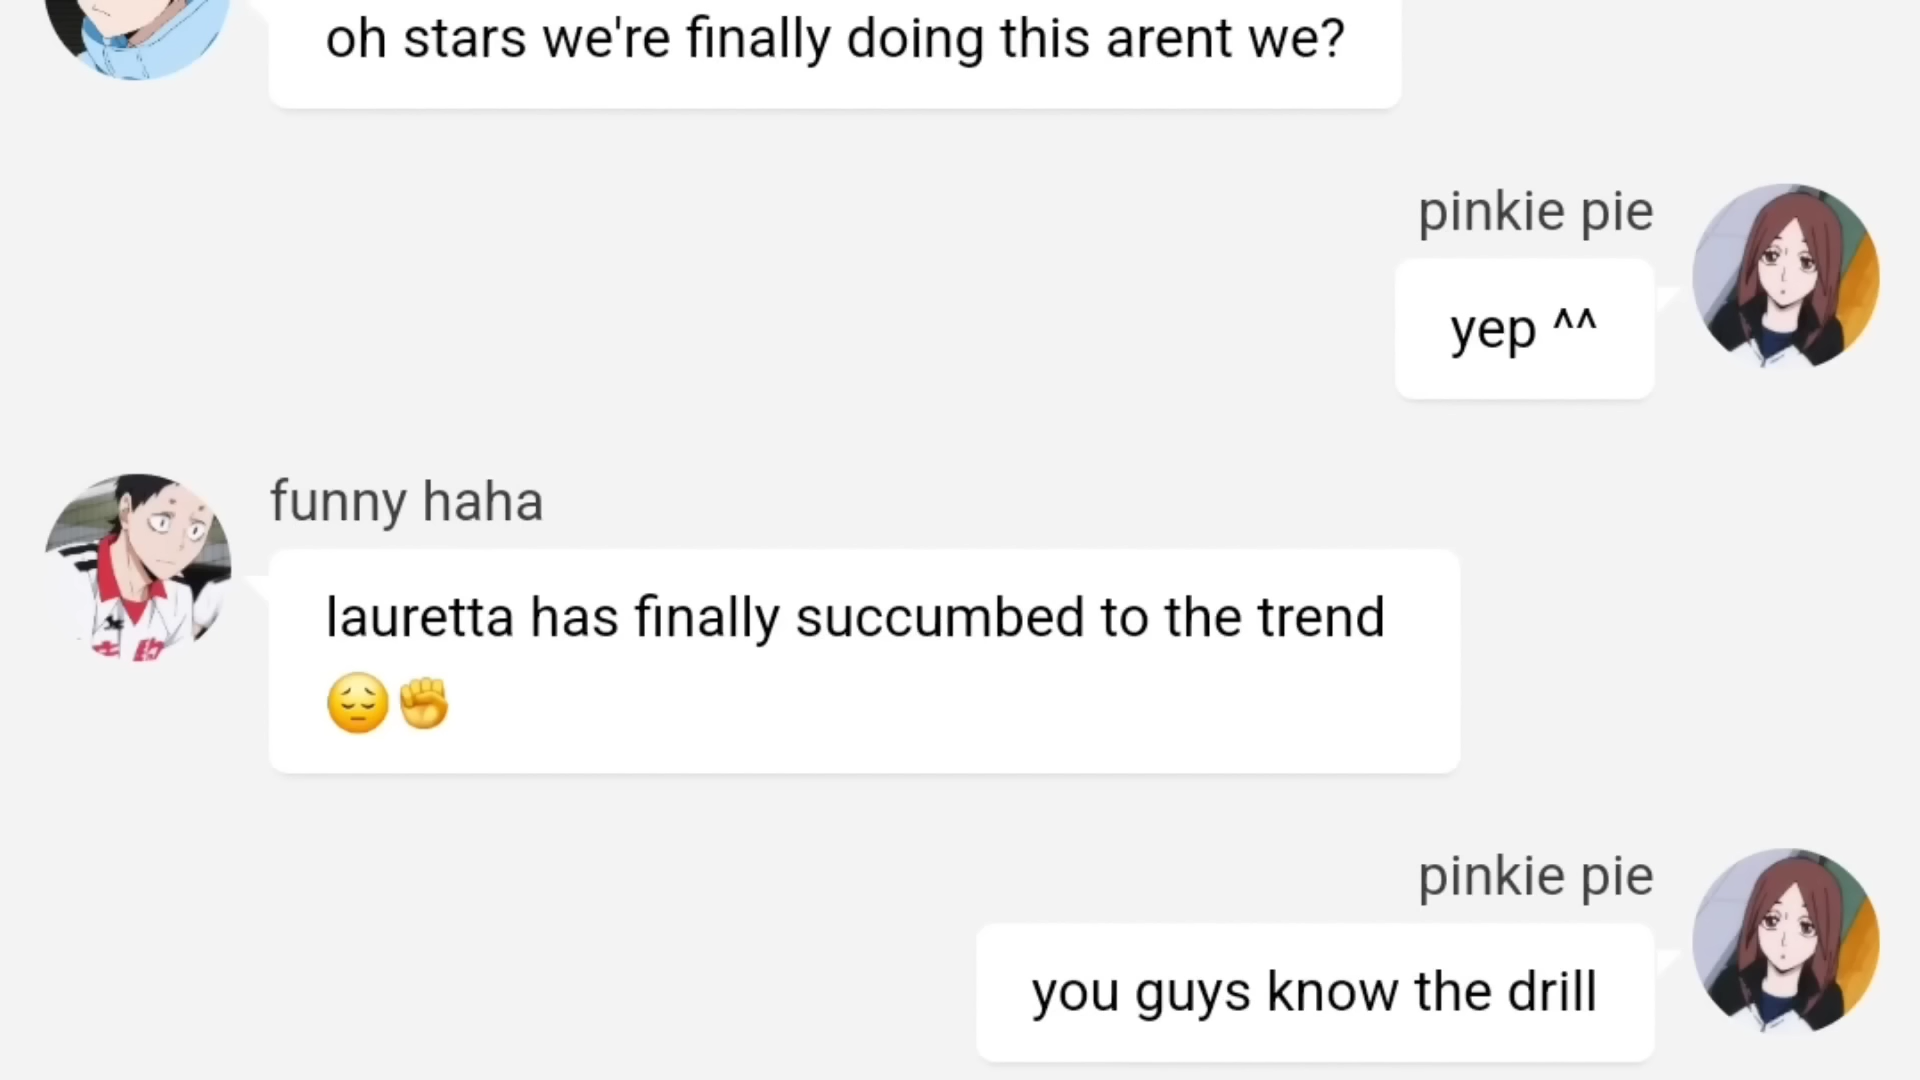 oh stars we're finally doing this arent we?
pinkie pie
yep ^^
funny haha
lauretta has finally succumbed to the trend
😔✊
pinkie pie
you guys know the drill